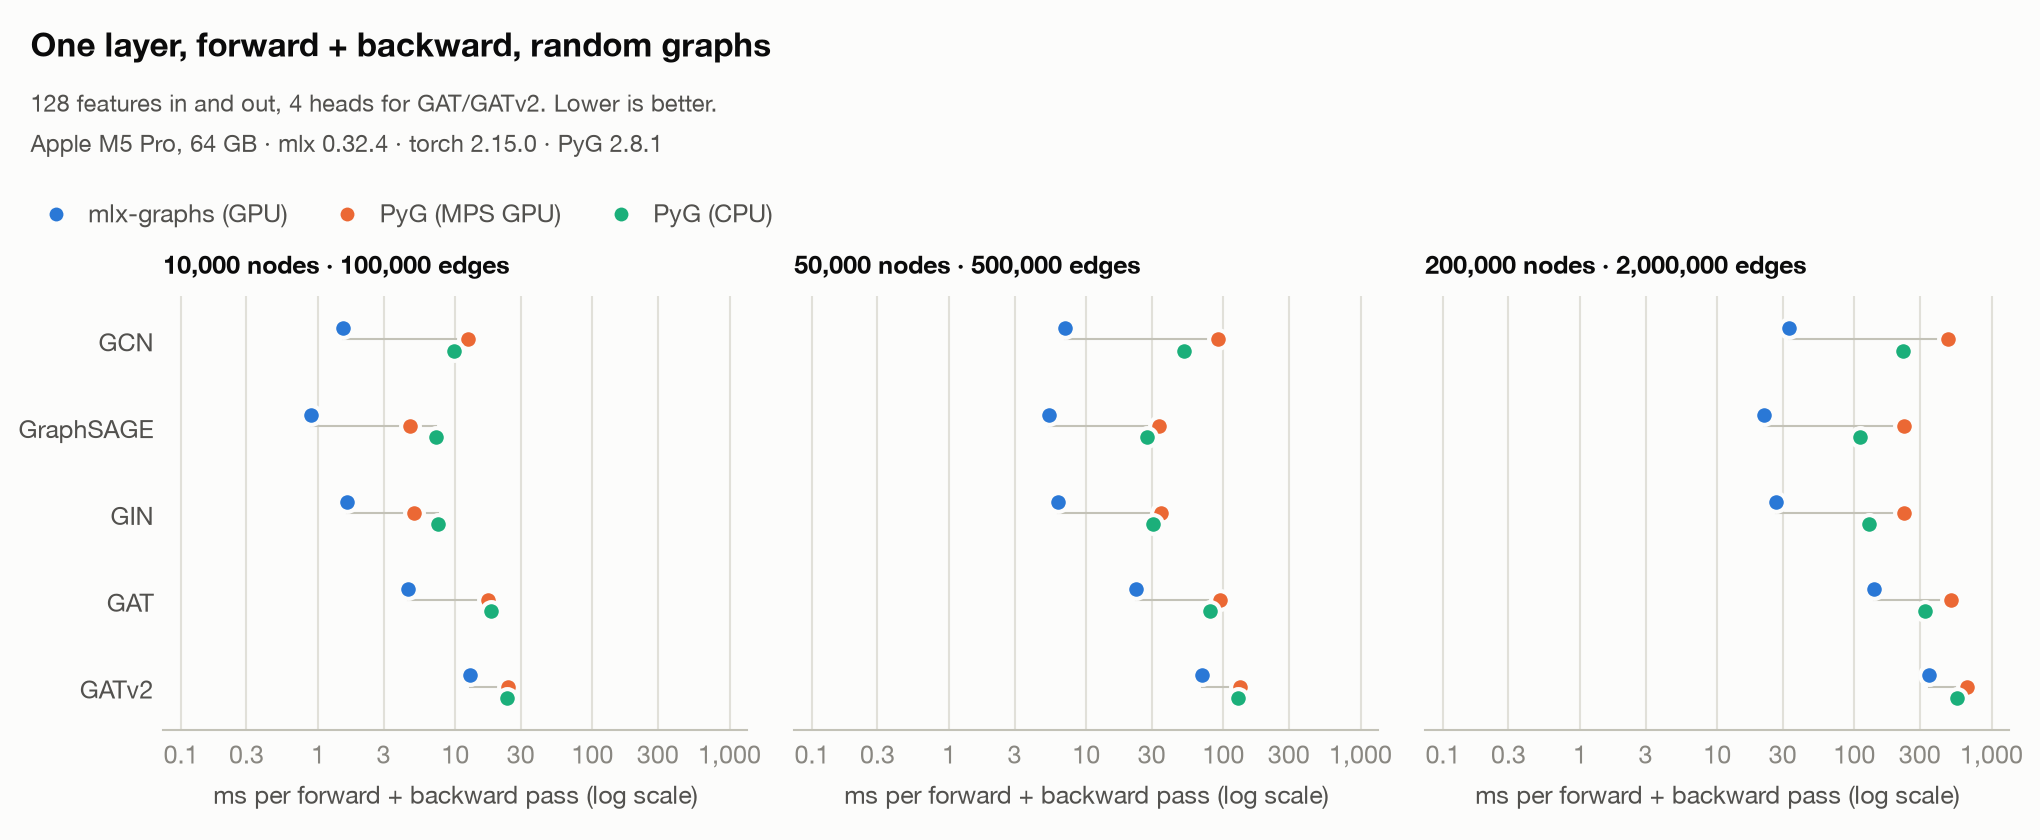 One layer, forward + backward, random graphs
128 features in and out, 4 heads for GAT/GATv2. Lower is better.
Apple M5 Pro, 64 GB · mlx 0.32.4 · torch 2.15.0 · PyG 2.8.1
mlx-graphs (GPU) PyG (MPS GPU) PyG (CPU)
10,000 nodes · 100,000 edges 50,000 nodes · 500,000 edges 200,000 nodes · 2,000,000 edges
GCN
GraphSAGE
GIN
GAT
GATv2
0.1 0.3 1 3 10 30 100 300 1,000 0.1 0.3 1 3 10 30 100 300 1,000 0.1 0.3 1 3 10 30 100 300 1,000
ms per forward + backward pass (log scale) ms per forward + backward pass (log scale) ms per forward + backward pass (log scale)